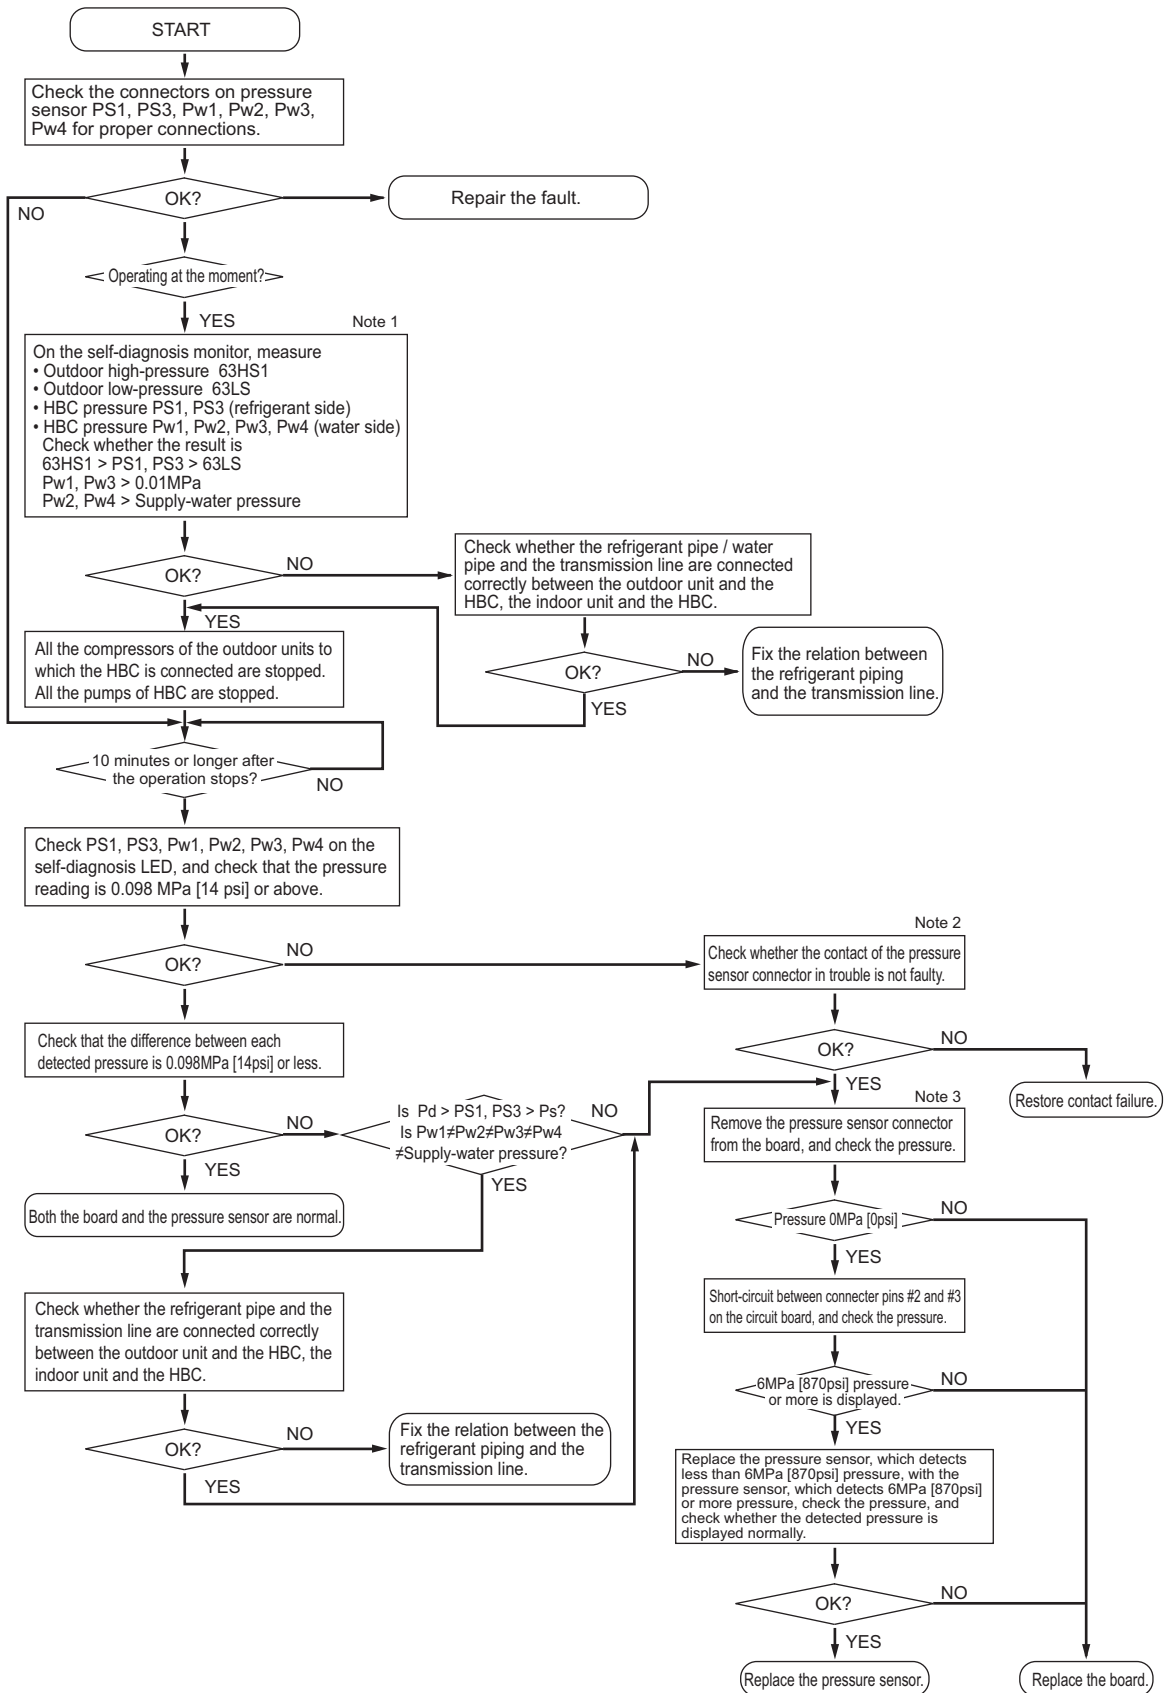 START
Check the connectors on pressure
sensor PS1, PS3, Pw1, Pw2, Pw3,
Pw4 for proper connections.
OK?
Repair the fault.
NO
Operating at the moment?
YES
Note 1
On the self-diagnosis monitor, measure
• Outdoor high-pressure 63HS1
• Outdoor low-pressure 63LS
• HBC pressure PS1, PS3 (refrigerant side)
• HBC pressure Pw1, Pw2, Pw3, Pw4 (water side)
Check whether the result is
63HS1 > PS1, PS3 > 63LS
Pw1, Pw3 > 0.01MPa
Pw2, Pw4 > Supply-water pressure
OK?
NO
Check whether the refrigerant pipe / water
pipe and the transmission line are connected
correctly between the outdoor unit and the
HBC, the indoor unit and the HBC.
YES
All the compressors of the outdoor units to
which the HBC is connected are stopped.
All the pumps of HBC are stopped.
OK?
NO
Fix the relation between
the refrigerant piping
and the transmission line.
YES
10 minutes or longer after
the operation stops?
NO
Check PS1, PS3, Pw1, Pw2, Pw3, Pw4 on the
self-diagnosis LED, and check that the pressure
reading is 0.098 MPa [14 psi] or above.
OK?
NO
Note 2
Check whether the contact of the pressure
sensor connector in trouble is not faulty.
Check that the difference between each
detected pressure is 0.098MPa [14psi] or less.
OK?
NO
Restore contact failure.
YES
OK?
NO
Is Pd > PS1, PS3 > Ps?
Is Pw1≠Pw2≠Pw3≠Pw4
≠Supply-water pressure?
NO
YES
YES
Both the board and the pressure sensor are normal.
Note 3
Remove the pressure sensor connector
from the board, and check the pressure.
Pressure 0MPa [0psi]
NO
YES
Check whether the refrigerant pipe and the
transmission line are connected correctly
between the outdoor unit and the HBC, the
indoor unit and the HBC.
Short-circuit between connecter pins #2 and #3
on the circuit board, and check the pressure.
6MPa [870psi] pressure
or more is displayed.
NO
YES
OK?
NO
Fix the relation between the
refrigerant piping and the
transmission line.
YES
Replace the pressure sensor, which detects
less than 6MPa [870psi] pressure, with the
pressure sensor, which detects 6MPa [870psi]
or more pressure, check the pressure, and
check whether the detected pressure is
displayed normally.
OK?
NO
YES
Replace the pressure sensor.
Replace the board.